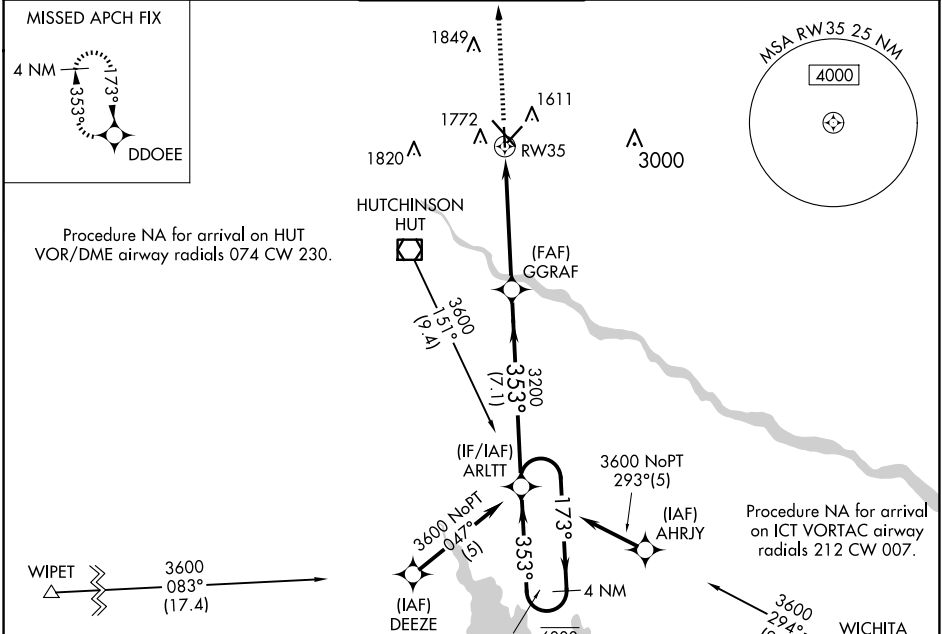 MISSED APCH FIX
4 NM
353°
173°
DDOEE
1849
1772
1611
1820
RW35
3000
MSA RW35 25 NM
4000
HUTCHINSON
HUT
Procedure NA for arrival on HUT
VOR/DME airway radials 074 CW 230.
(FAF)
GGRAF
3600
151°
(9.4)
3200
353°
(7.1)
(IF/IAF)
ARLTT
3600 NoPT
293°(5)
(IAF)
AHRJY
Procedure NA for arrival
on ICT VORTAC airway
radials 212 CW 007.
3600 NoPT
047°
(5)
173°
353°
4 NM
WIPET
3600
083°
(17.4)
(IAF)
DEEZE
3600
294°
WICHITA